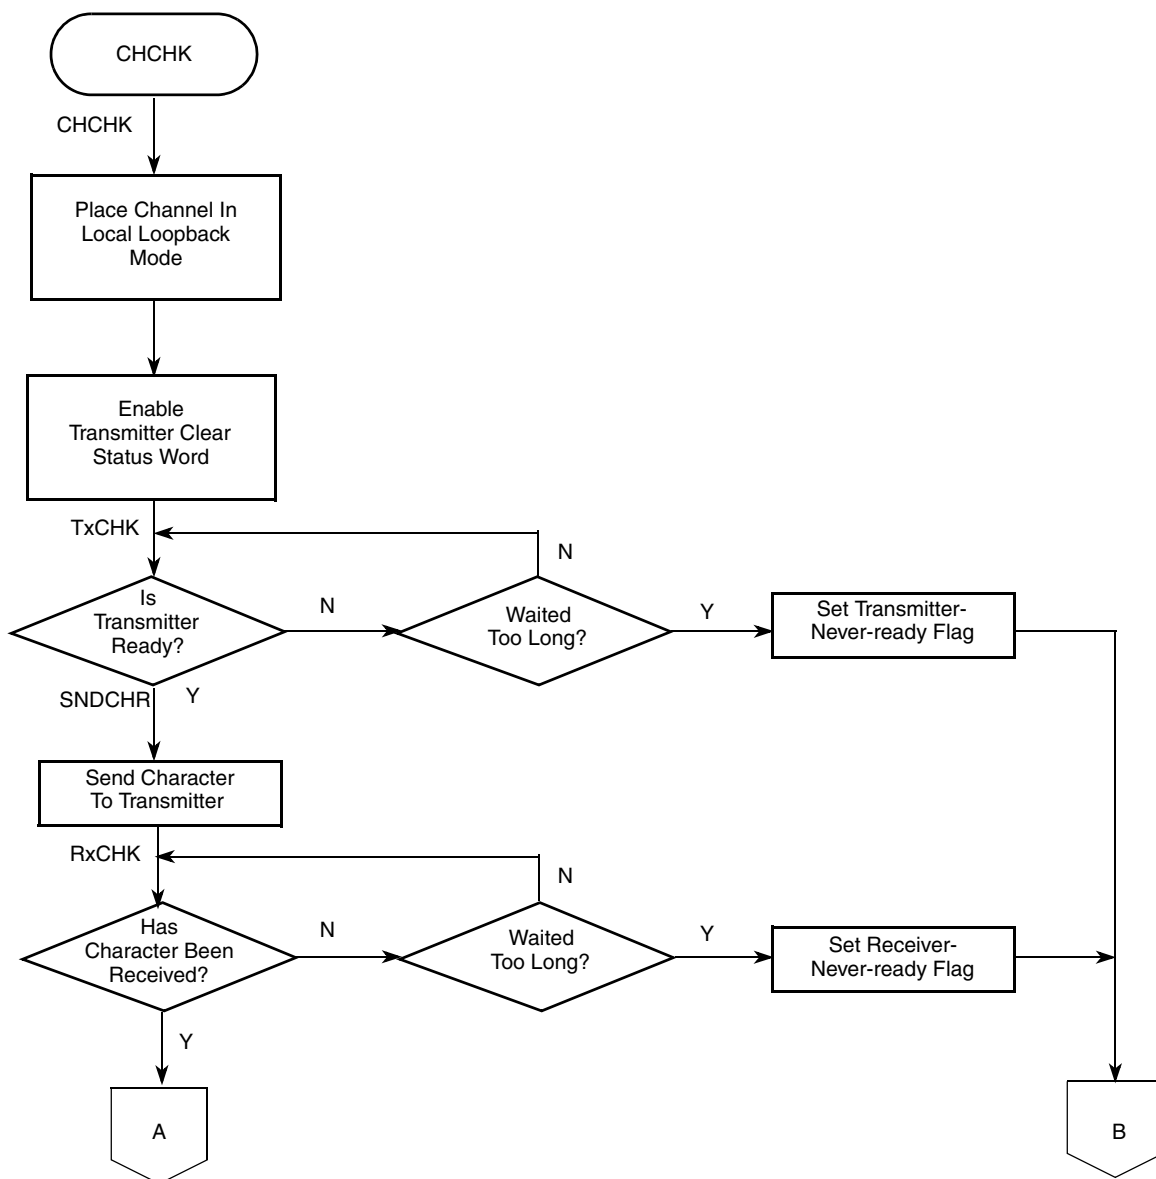 CHCHK
CHCHK
Place Channel In
Local Loopback
Mode
Enable
Transmitter Clear
Status Word
TxCHK
N
Is
Transmitter
Ready?
N
Waited
Too Long?
Y
Set Transmitter-
Never-ready Flag
SNDCHR
Y
Send Character
To Transmitter
RxCHK
N
Has
Character Been
Received?
N
Waited
Too Long?
Y
Set Receiver-
Never-ready Flag
Y
A
B